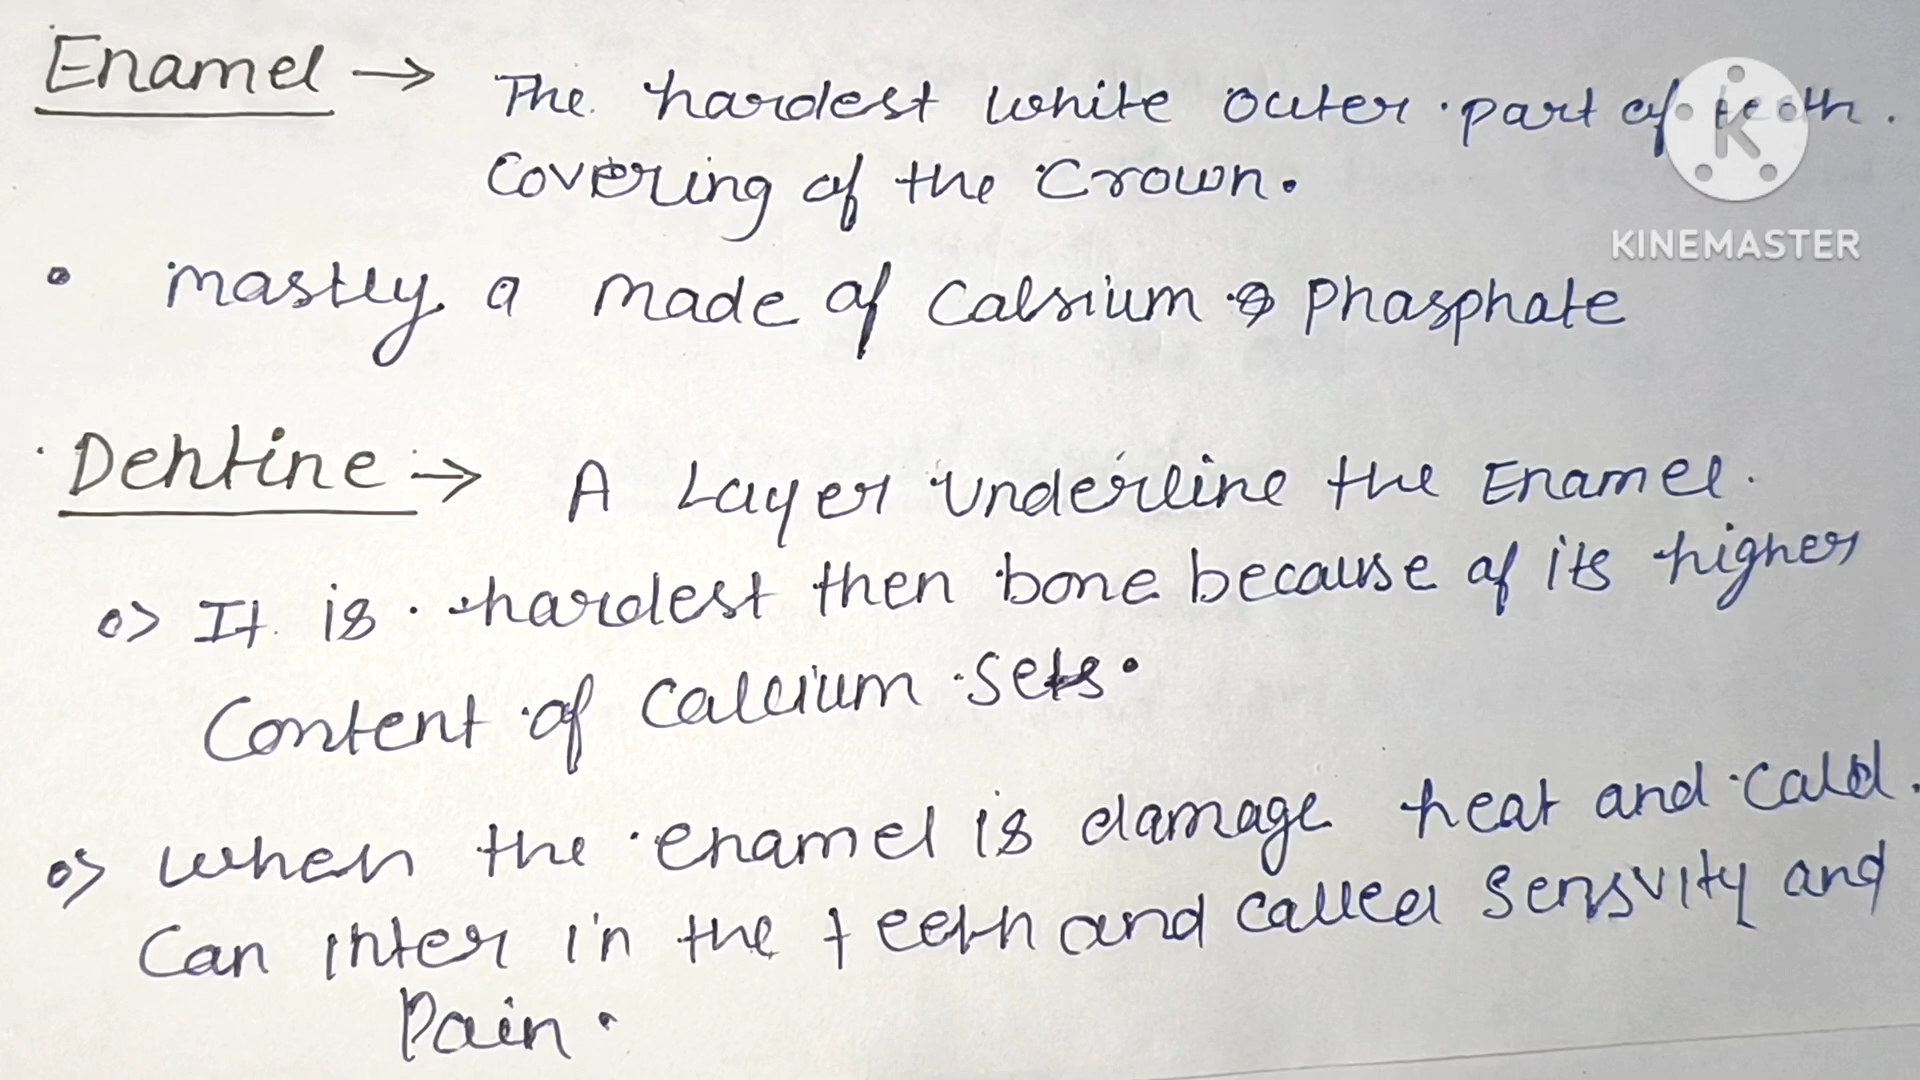 Enamel → The hardest white outer part of teeth.
Covering of the Crown.
• mastly a made of Calsium & Phasphate
Dentine → A Layer underline the Enamel.
=> It is hardest then bone because of its higher
Content of Calcium Sets.
=> When the enamel is damage heat and cald.
Can inter in the teeth and called Sensvity and
Pain.
K
KINEMASTER